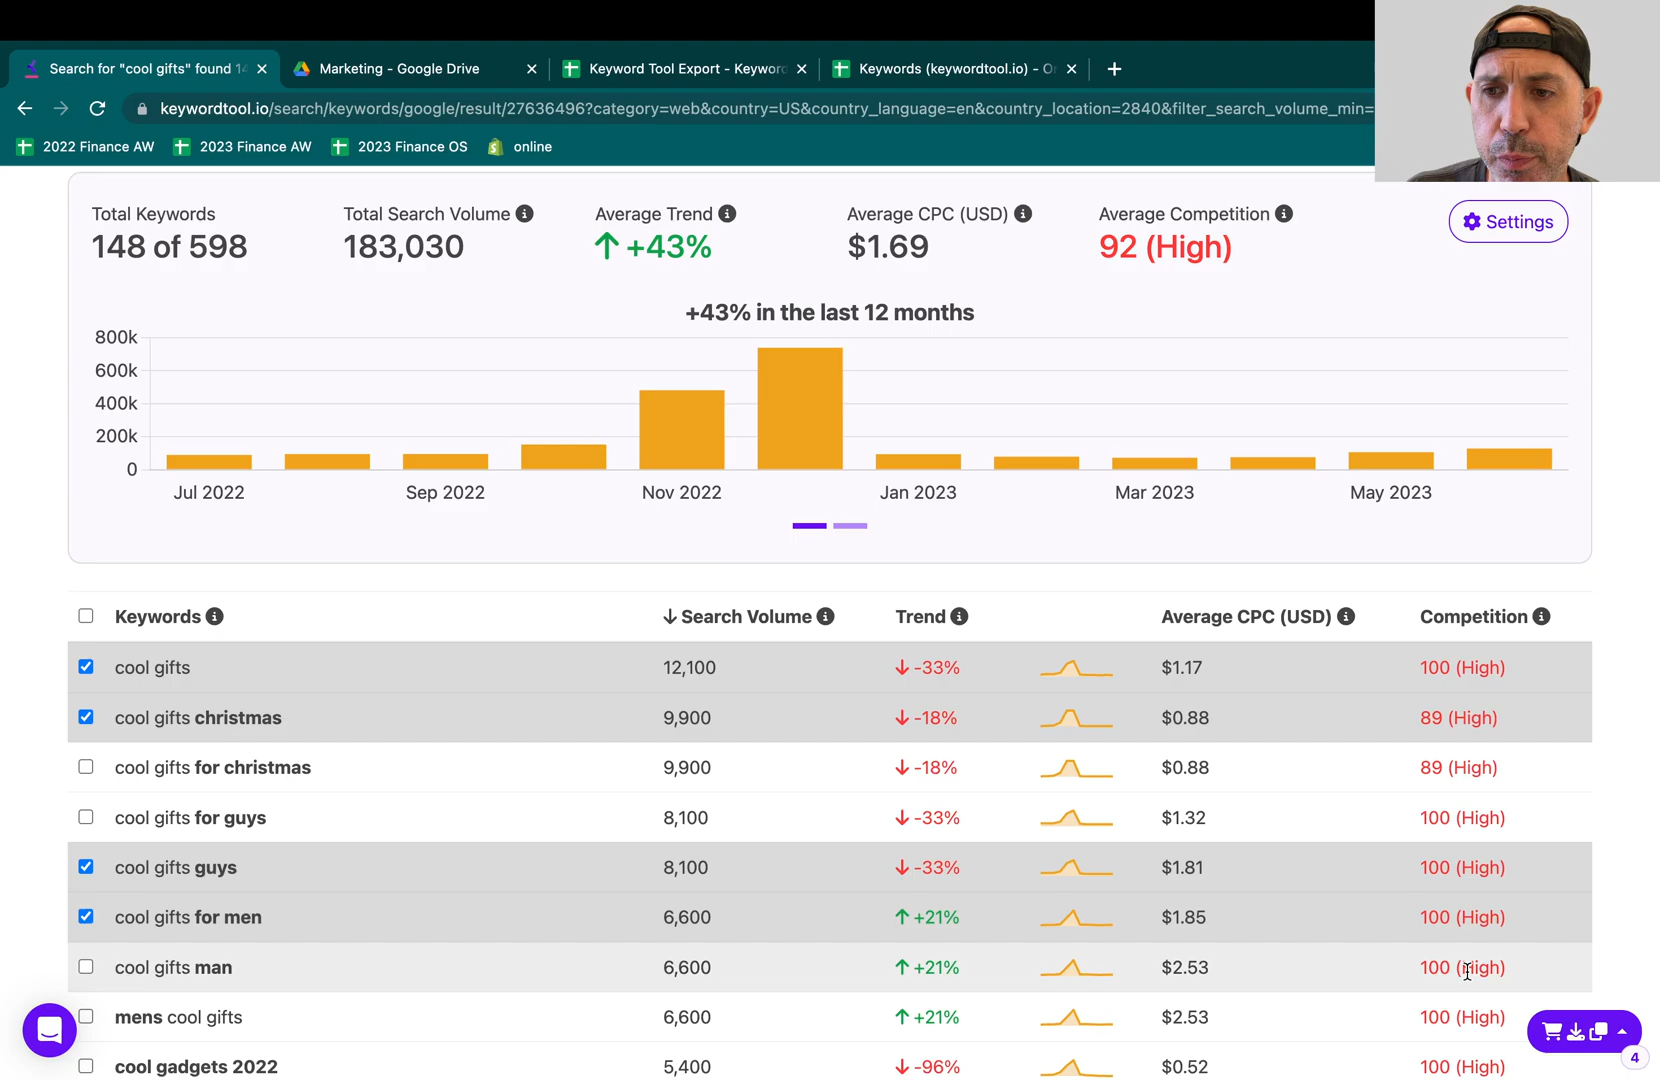 Search for "cool gifts" found 14
Marketing - Google Drive
Keyword Tool Export - Keyword
Keywords (keywordtool.io) - O
keywordtool.io/search/keywords/google/result/27636496?category=web&country=US&country_language=en&country_location=2840&filter_search_volume_min=
2022 Finance AW
2023 Finance AW
2023 Finance OS
online
Total Keywords
148 of 598
Total Search Volume
183,030
Average Trend
+43%
Average CPC (USD)
$1.69
Average Competition
92 (High)
Settings
+43% in the last 12 months
800k
600k
400k
200k
0
Jul 2022 Sep 2022 Nov 2022 Jan 2023 Mar 2023 May 2023
Keywords Search Volume Trend Average CPC (USD) Competition
cool gifts 12,100 -33% $1.17 100 (High)
cool gifts christmas 9,900 -18% $0.88 89 (High)
cool gifts for christmas 9,900 -18% $0.88 89 (High)
cool gifts for guys 8,100 -33% $1.32 100 (High)
cool gifts guys 8,100 -33% $1.81 100 (High)
cool gifts for men 6,600 +21% $1.85 100 (High)
cool gifts man 6,600 +21% $2.53 100 (High)
mens cool gifts 6,600 +21% $2.53 100 (High)
cool gadgets 2022 5,400 -96% $0.52 100 (High)
4